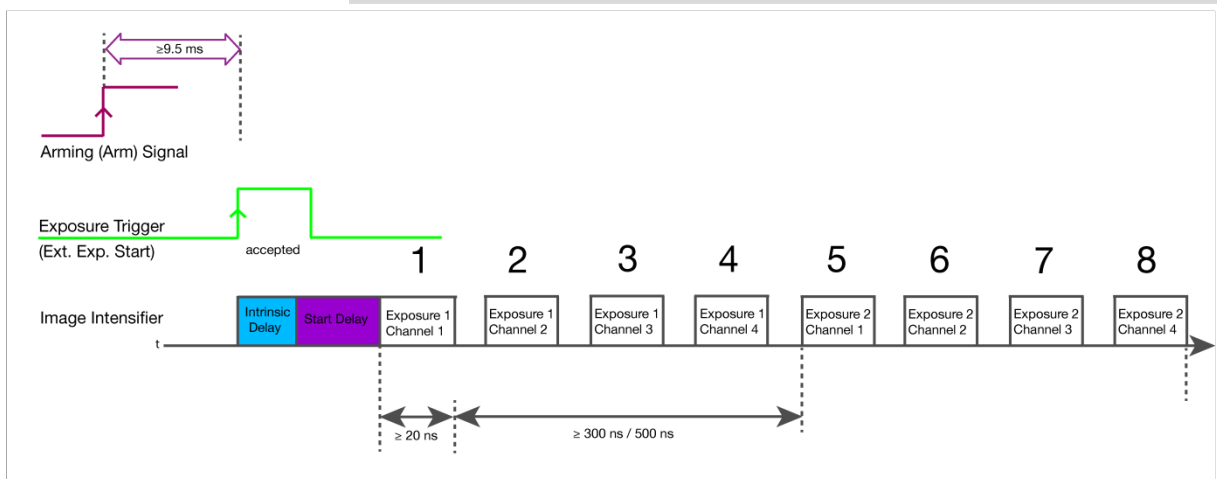 ≥9.5 ms
Arming (Arm) Signal
Exposure Trigger
(Ext. Exp. Start)
accepted
1 2 3 4 5 6 7 8
Image Intensifier
Intrinsic
Delay
Start Delay
Exposure 1
Channel 1
Exposure 1
Channel 2
Exposure 1
Channel 3
Exposure 1
Channel 4
Exposure 2
Channel 1
Exposure 2
Channel 2
Exposure 2
Channel 3
Exposure 2
Channel 4
t
≥ 20 ns
≥ 300 ns / 500 ns